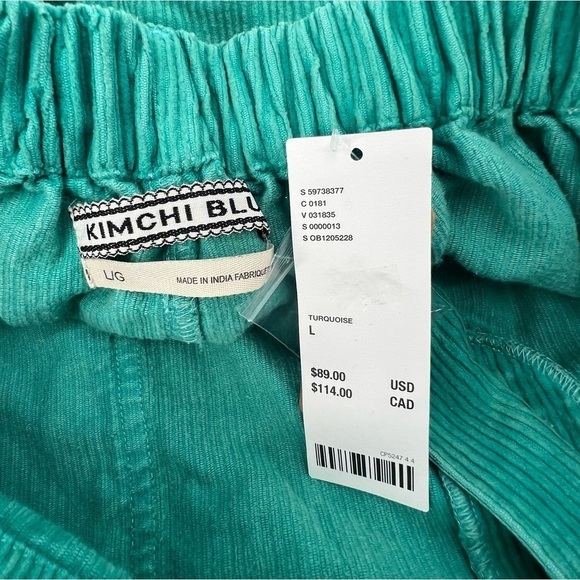 KIMCHI BLU
L/G
MADE IN INDIA FABRIQUE
S 59738377
C 0181
V 031835
S 0000013
S OB1205228
TURQUOISE
L
$89.00 USD
$114.00 CAD
CP5247 4 4